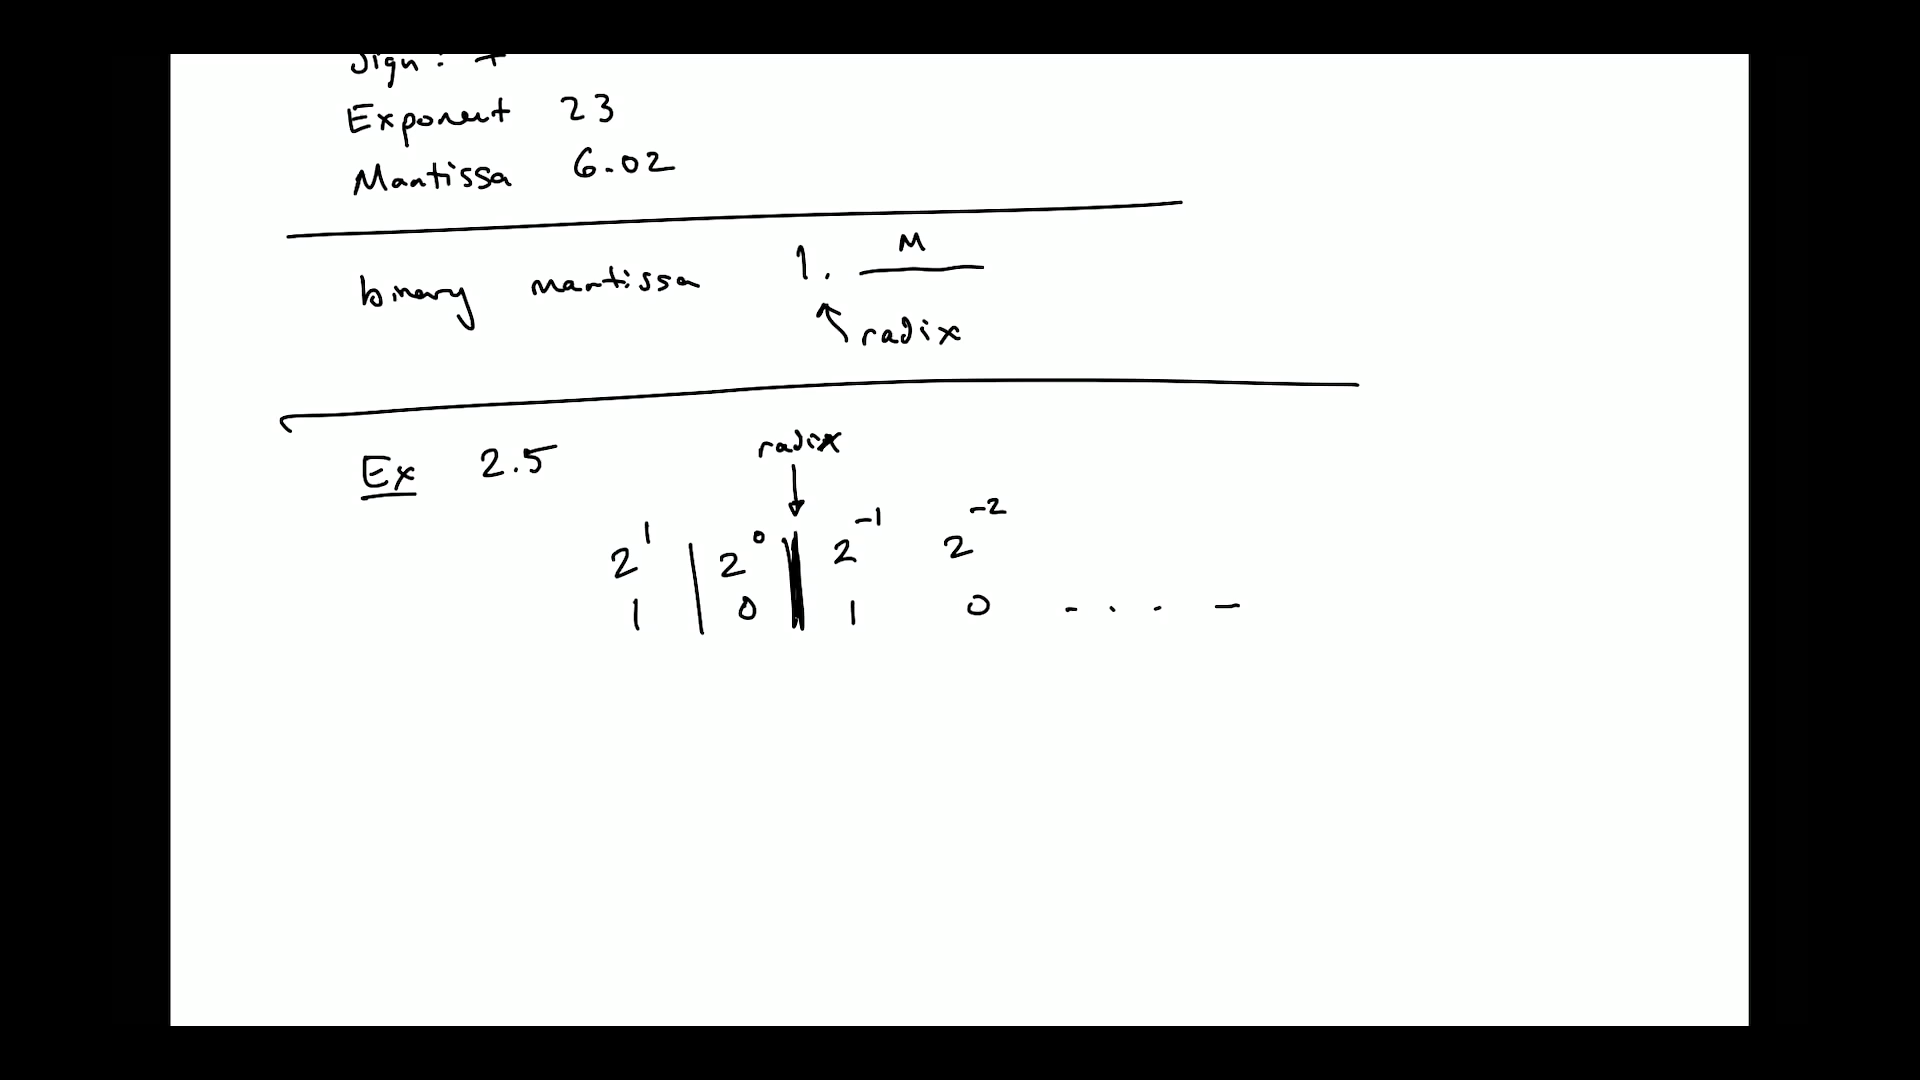 Sign: +
Exponent 23
Mantissa 6.02
binary mantissa 1. M
radix
Ex 2.5 radix
2^1 | 2^0 | 2^-1 2^-2
1 | 0 | 1 0 - . . . -